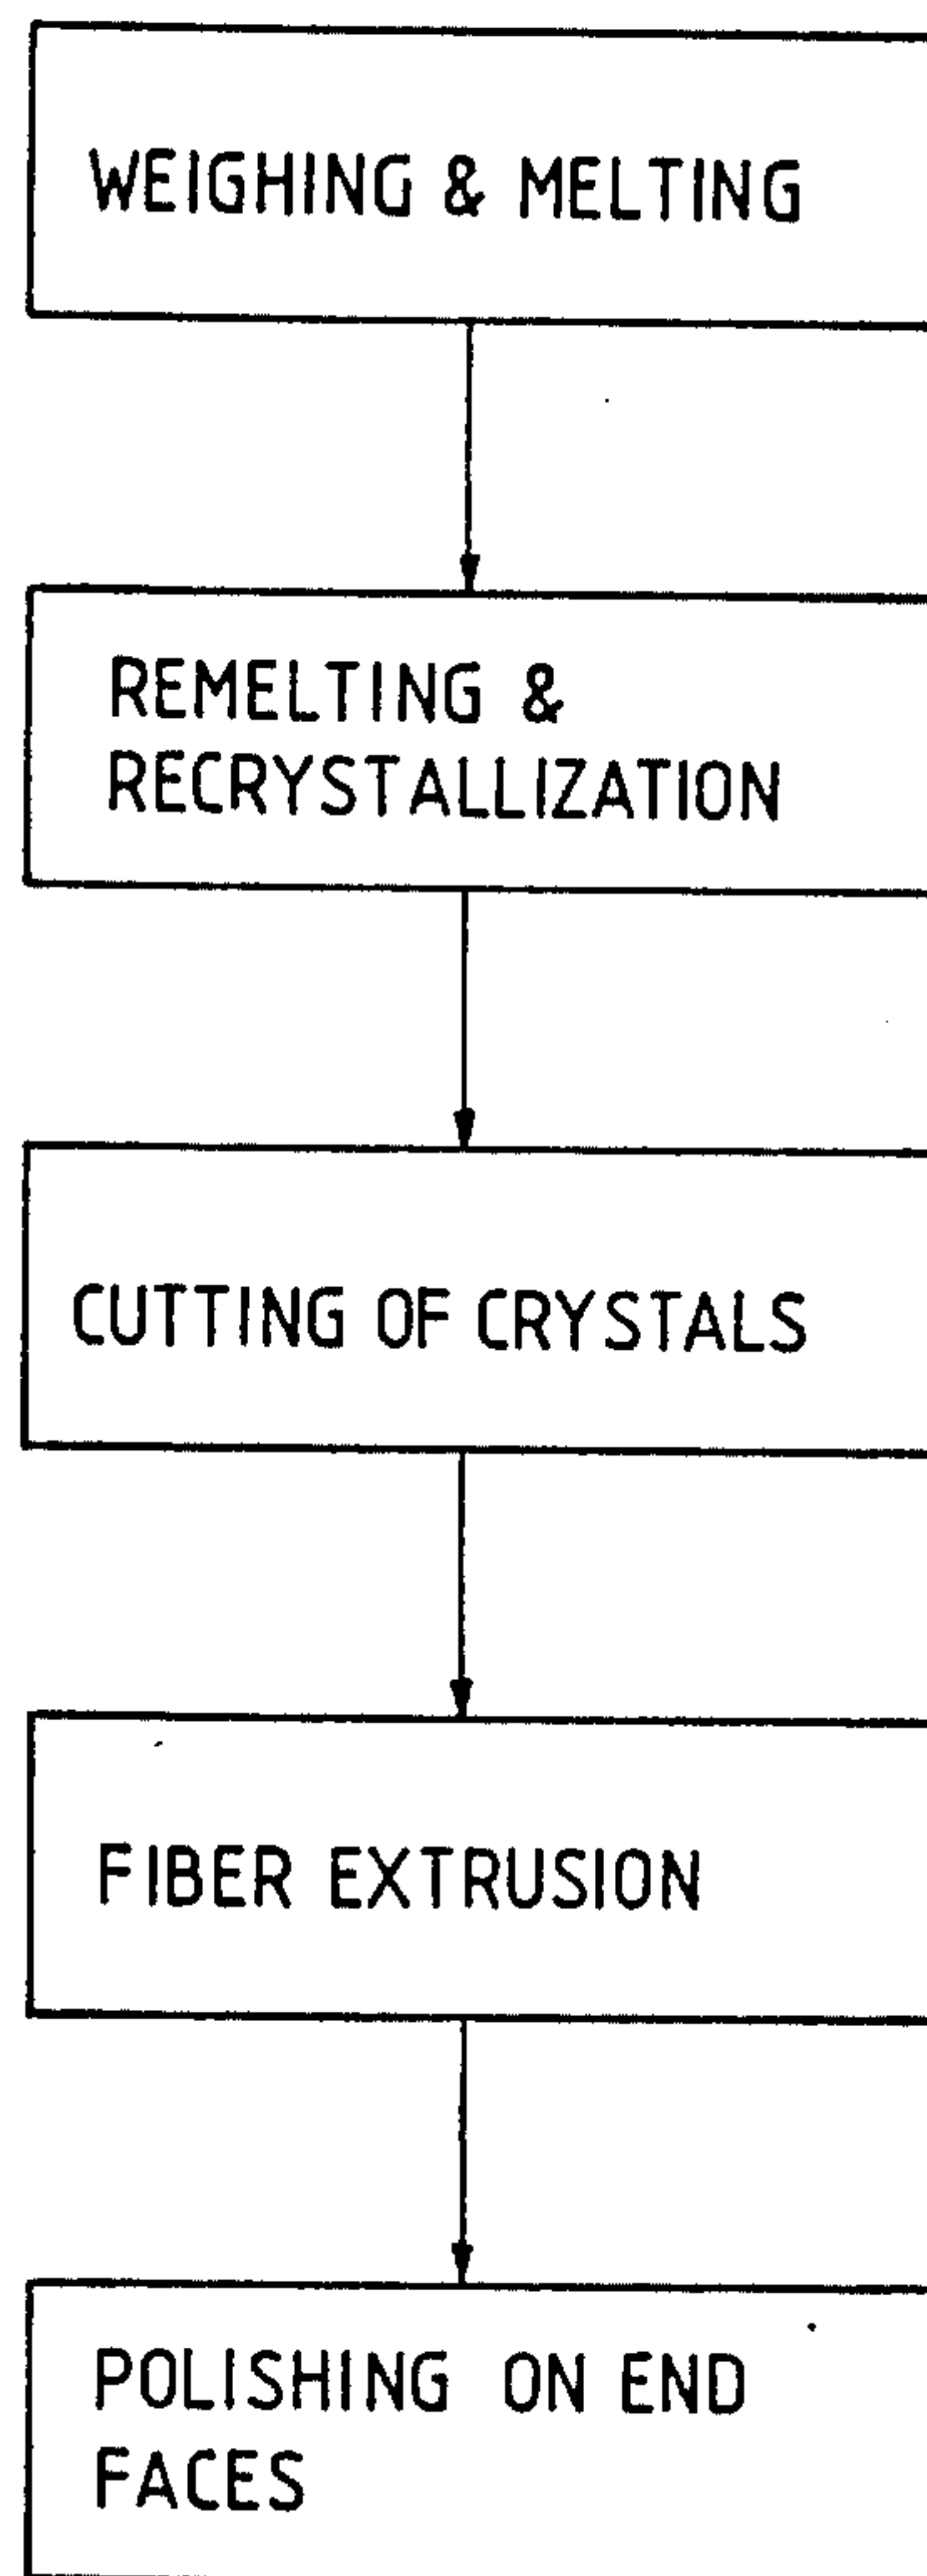 WEIGHING & MELTING
REMELTING &
RECRYSTALLIZATION
CUTTING OF CRYSTALS
FIBER EXTRUSION
POLISHING ON END
FACES